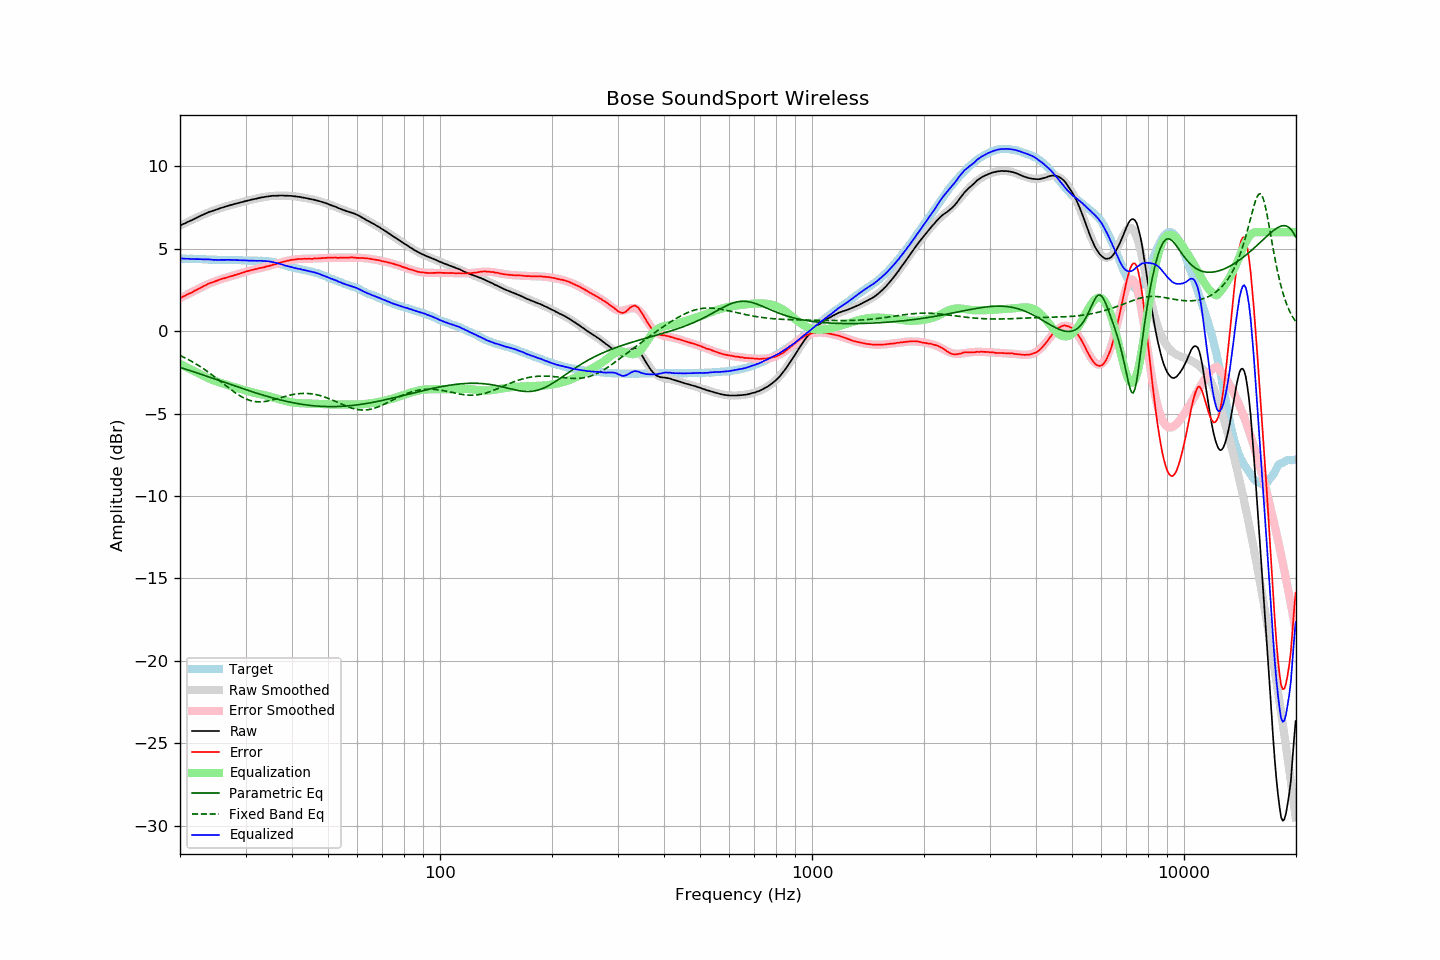 Bose SoundSport Wireless
Amplitude (dBr)
10
5
0
−5
−10
−15
−20
−25
−30
Target
Raw Smoothed
Error Smoothed
Raw
Error
Equalization
Parametric Eq
Fixed Band Eq
Equalized
100 1000 10000
Frequency (Hz)